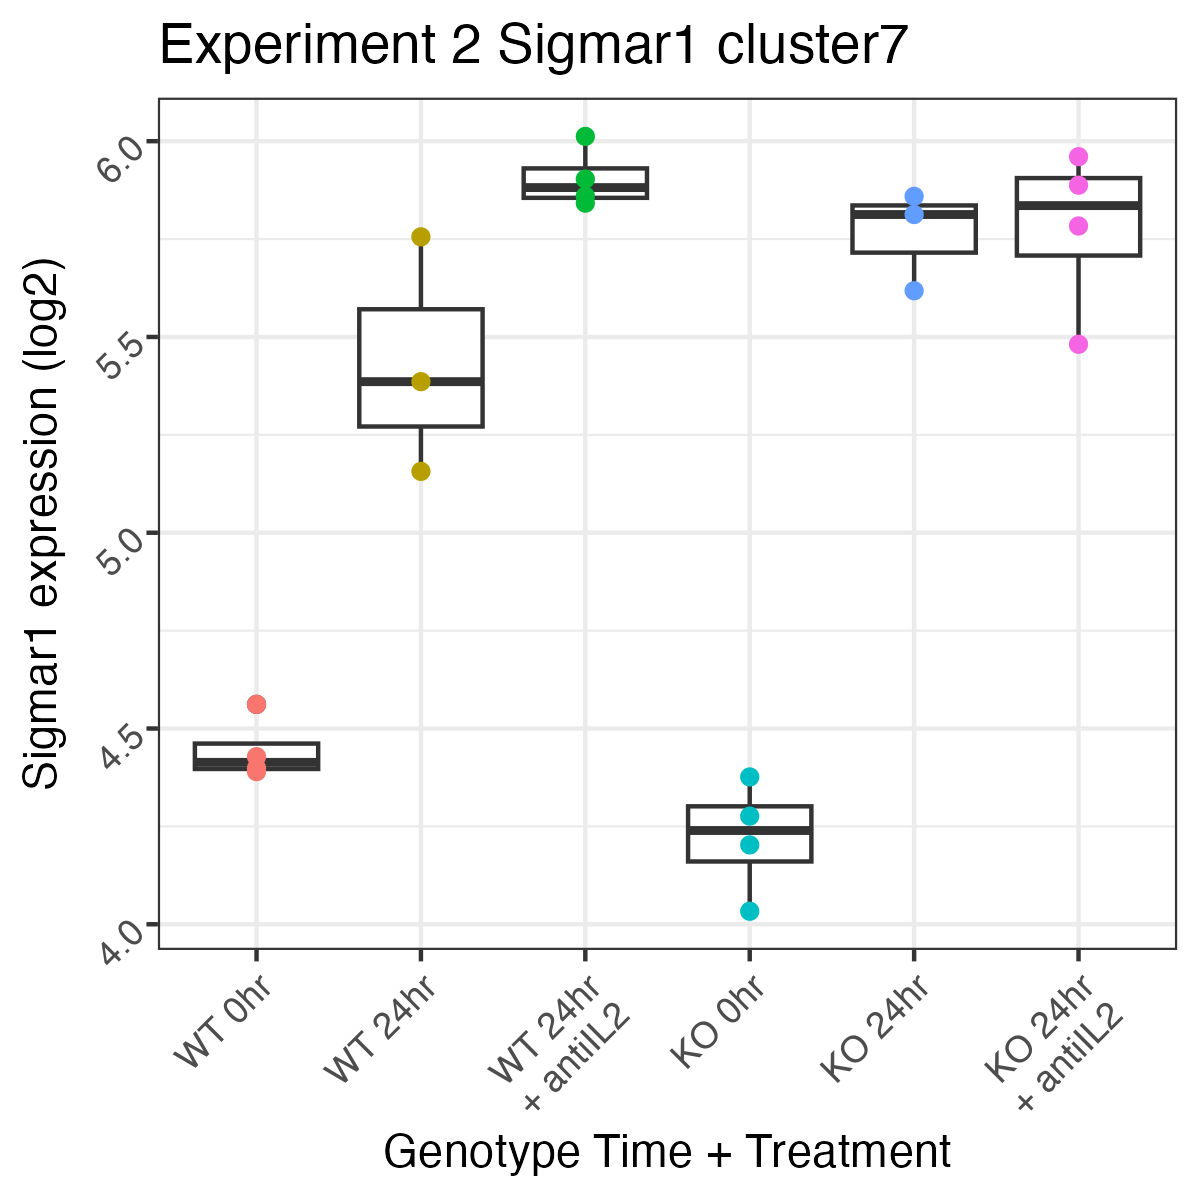 Experiment 2 Sigmar1 cluster7
Sigmar1 expression (log2)
6.0
5.5
5.0
4.5
4.0
WT 0hr
WT 24hr
WT 24hr
+ antiIL2
KO 0hr
KO 24hr
KO 24hr
+ antiIL2
Genotype Time + Treatment